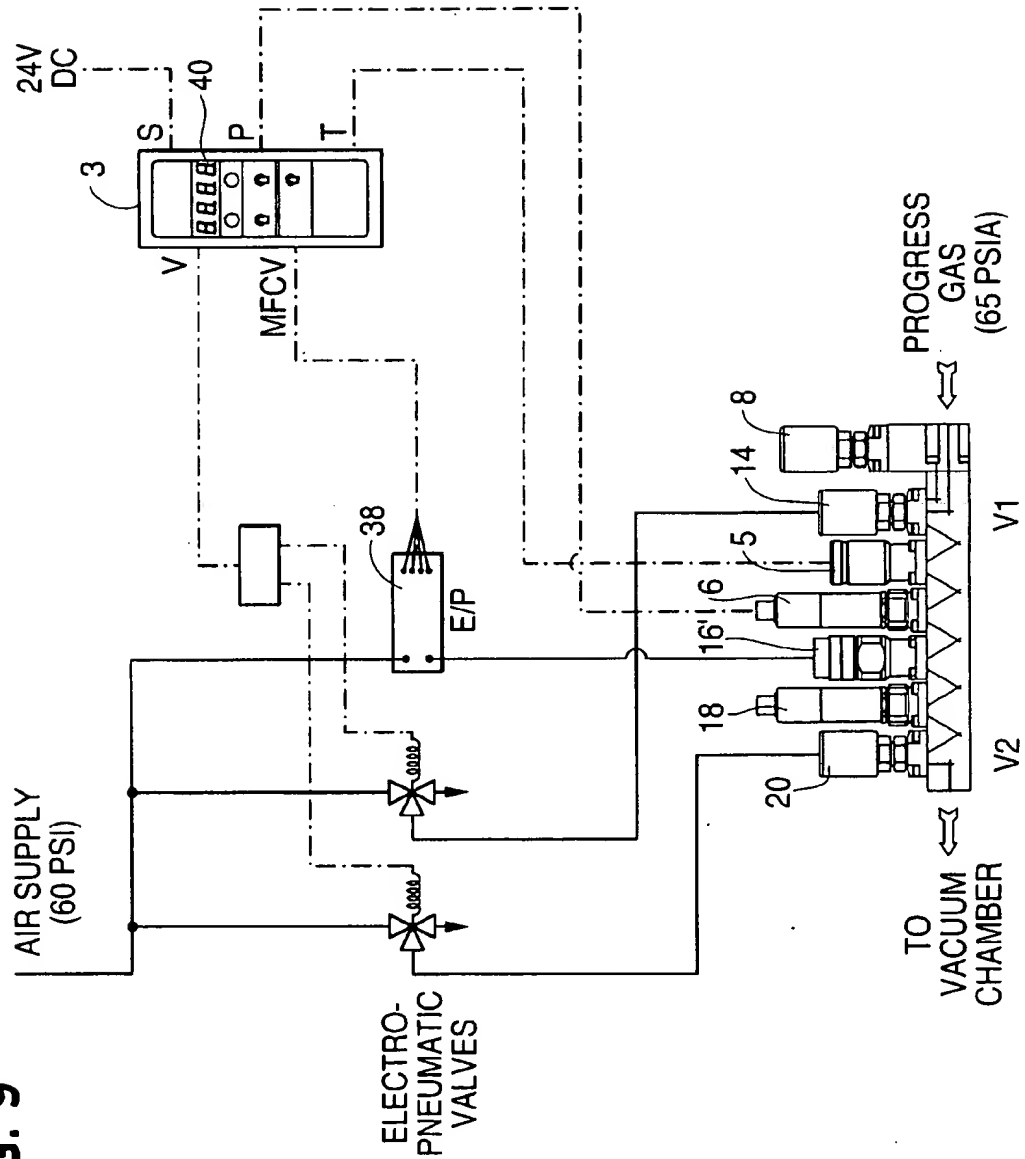 24V
DC
40
3
S
P
T
8888
V
MFCV
AIR SUPPLY
(60 PSI)
38
E/P
ELECTRO-
PNEUMATIC
VALVES
PROGRESS
GAS
(65 PSIA)
8
14
5
6
16'
18
20
V1
V2
TO
VACUUM
CHAMBER
9